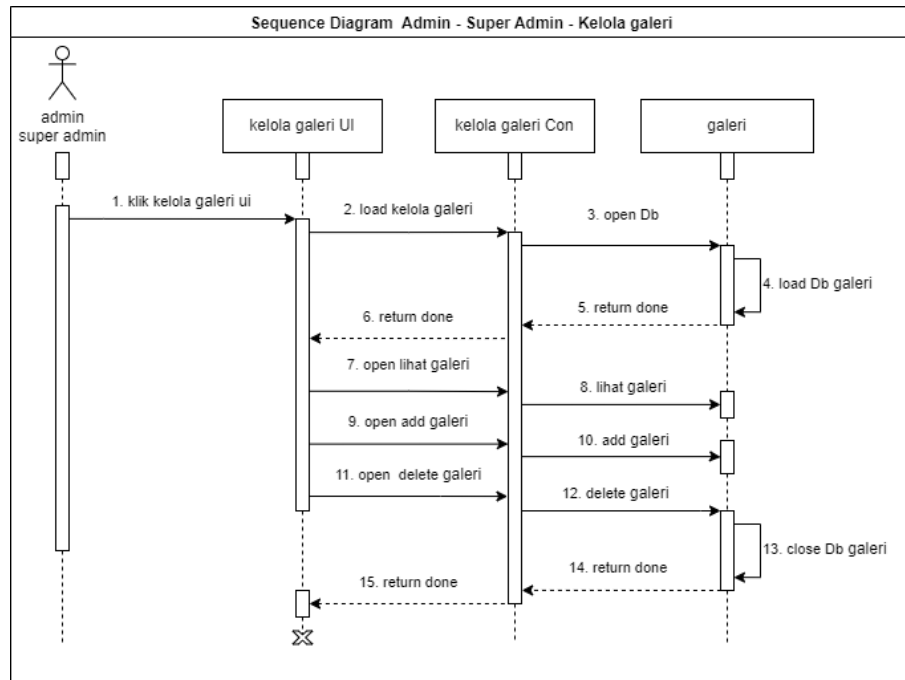 Sequence Diagram Admin - Super Admin - Kelola galeri
admin
super admin
kelola galeri UI
kelola galeri Con
galeri
1. klik kelola galeri ui
2. load kelola galeri
3. open Db
4. load Db galeri
5. return done
6. return done
7. open lihat galeri
8. lihat galeri
9. open add galeri
10. add galeri
11. open delete galeri
12. delete galeri
13. close Db galeri
14. return done
15. return done